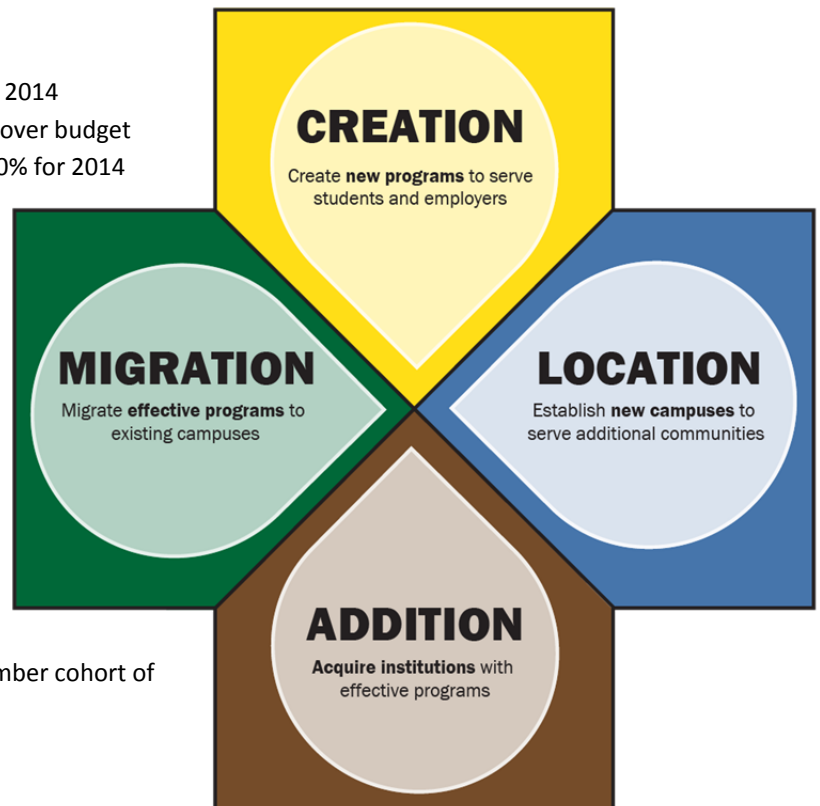 2014
over budget
0% for 2014
CREATION
Create new programs to serve
students and employers
MIGRATION
Migrate effective programs to
existing campuses
LOCATION
Establish new campuses to
serve additional communities
ADDITION
Acquire institutions with
effective programs
mber cohort of